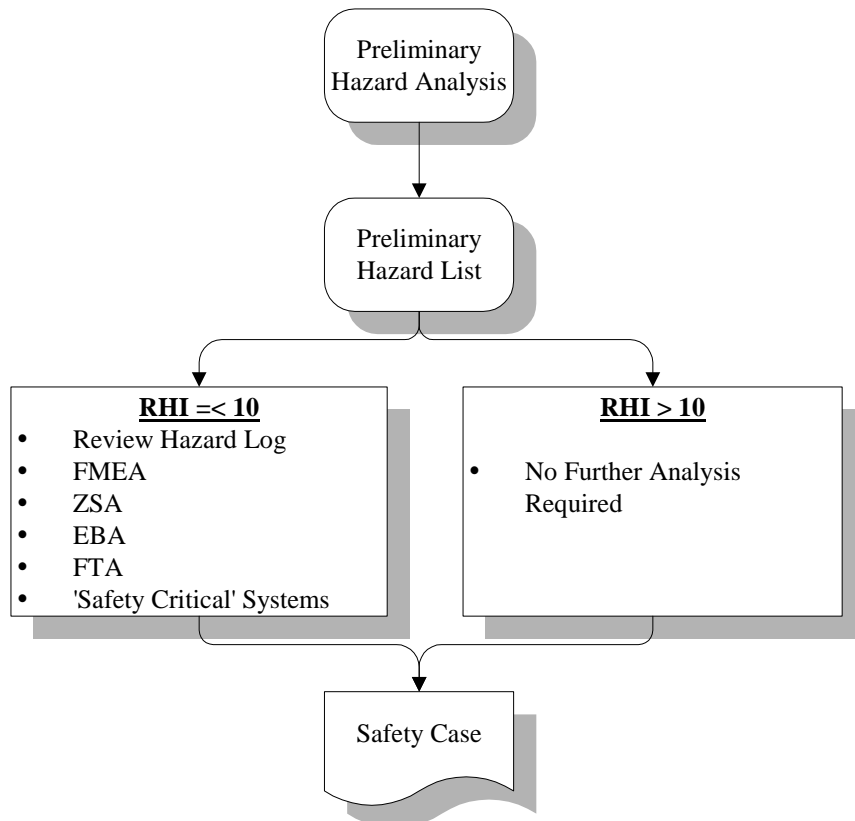 Preliminary
Hazard Analysis
Preliminary
Hazard List
RHI =< 10
• Review Hazard Log
• FMEA
• ZSA
• EBA
• FTA
• 'Safety Critical' Systems
RHI > 10
• No Further Analysis
Required
Safety Case